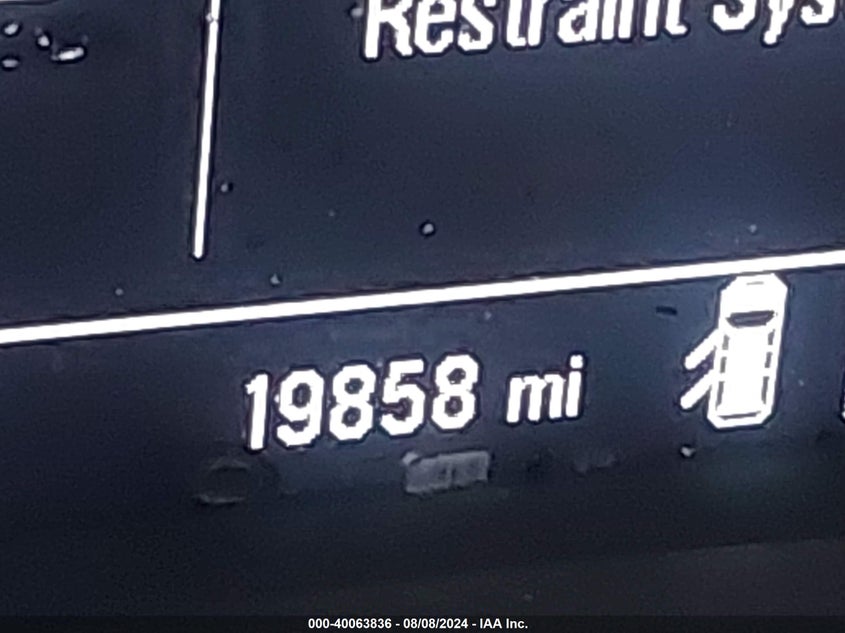 Restraint Sys
19858 mi
000-40063836 - 08/08/2024 - IAA Inc.